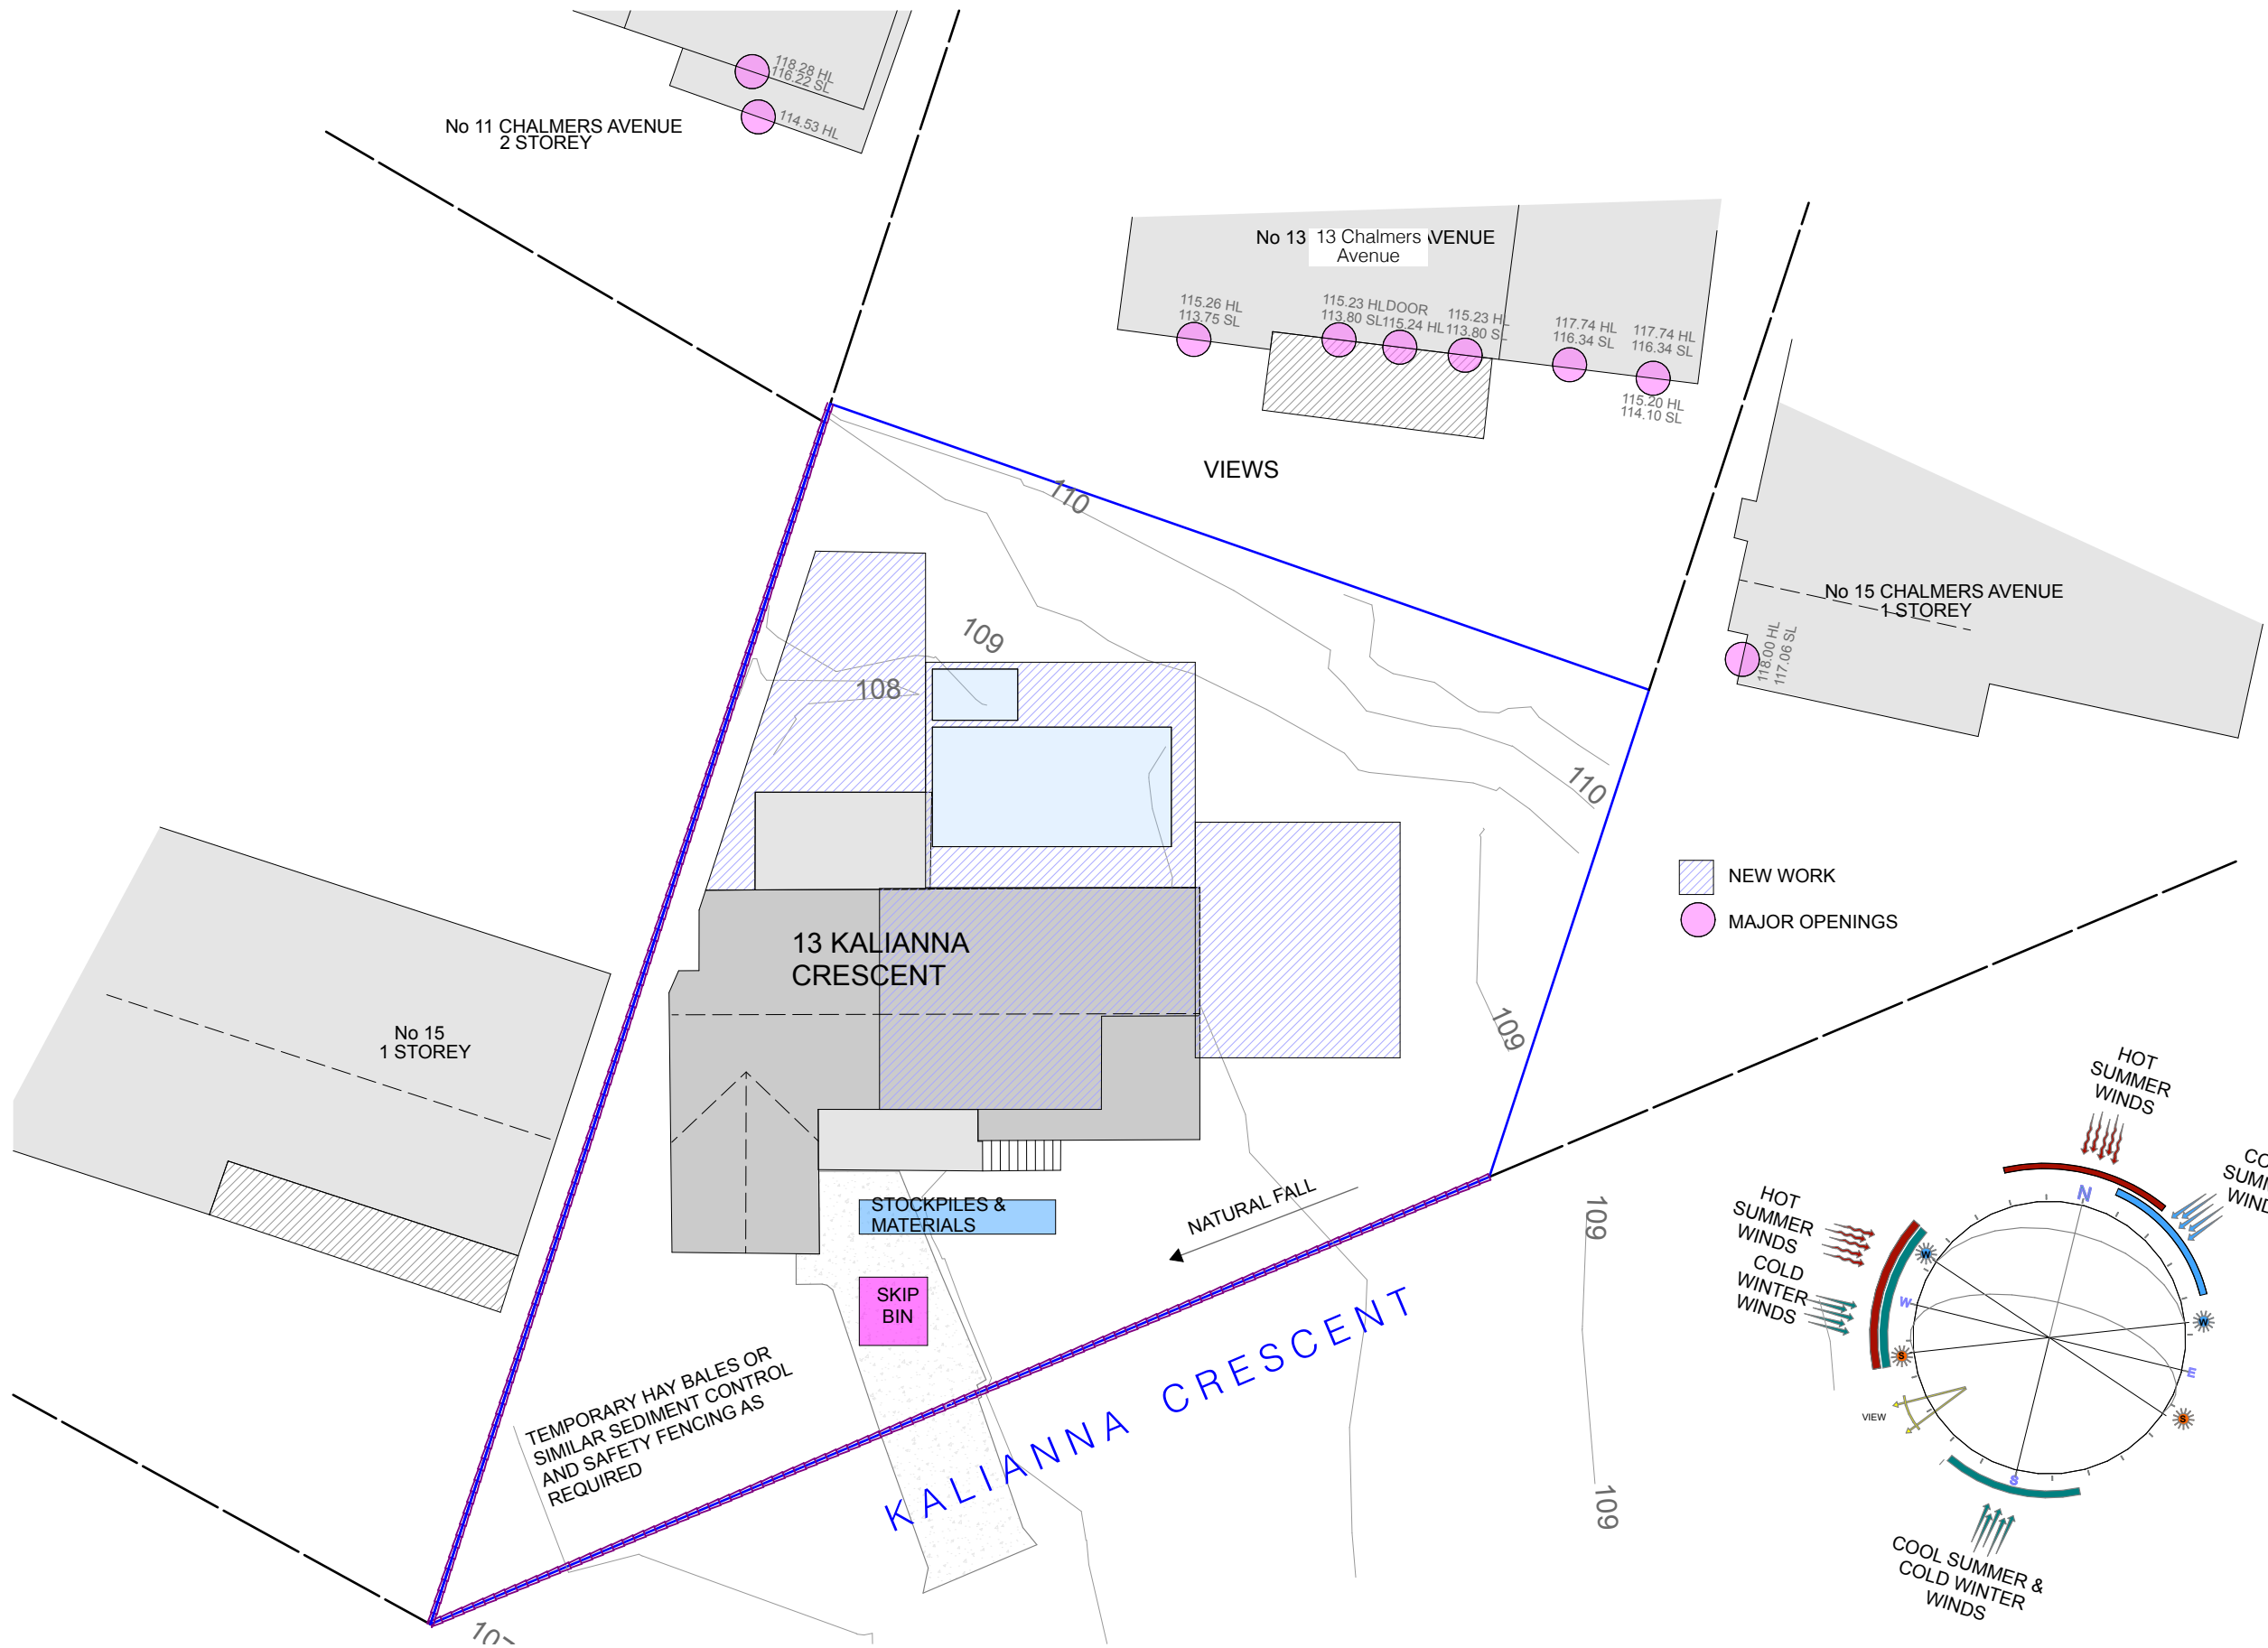 118.28 HL
116.22 SL
114.53 HL
No 11 CHALMERS AVENUE
2 STOREY
No 13
13 Chalmers
Avenue
115.26 HL
113.75 SL
115.23 HL
113.80 SL
DOOR
115.24 HL
115.23 HL
113.80 SL
117.74 HL
116.34 SL
117.74 HL
116.34 SL
115.20 HL
114.10 SL
VIEWS
110
No 15 CHALMERS AVENUE
1 STOREY
118.00 HL
117.06 SL
109
108
110
NEW WORK
MAJOR OPENINGS
13 KALIANNA
CRESCENT
No 15
1 STOREY
109
HOT
SUMMER
WINDS
HOT
SUMMER
WINDS
COLD
WINTER
WINDS
N
W
W
W
E
S
S
S
VIEW
STOCKPILES &
MATERIALS
NATURAL FALL
109
SKIP
BIN
KALIANNA CRESCENT
TEMPORARY HAY BALES OR
SIMILAR SEDIMENT CONTROL
AND SAFETY FENCING AS
REQUIRED
109
COOL SUMMER &
COLD WINTER
WINDS